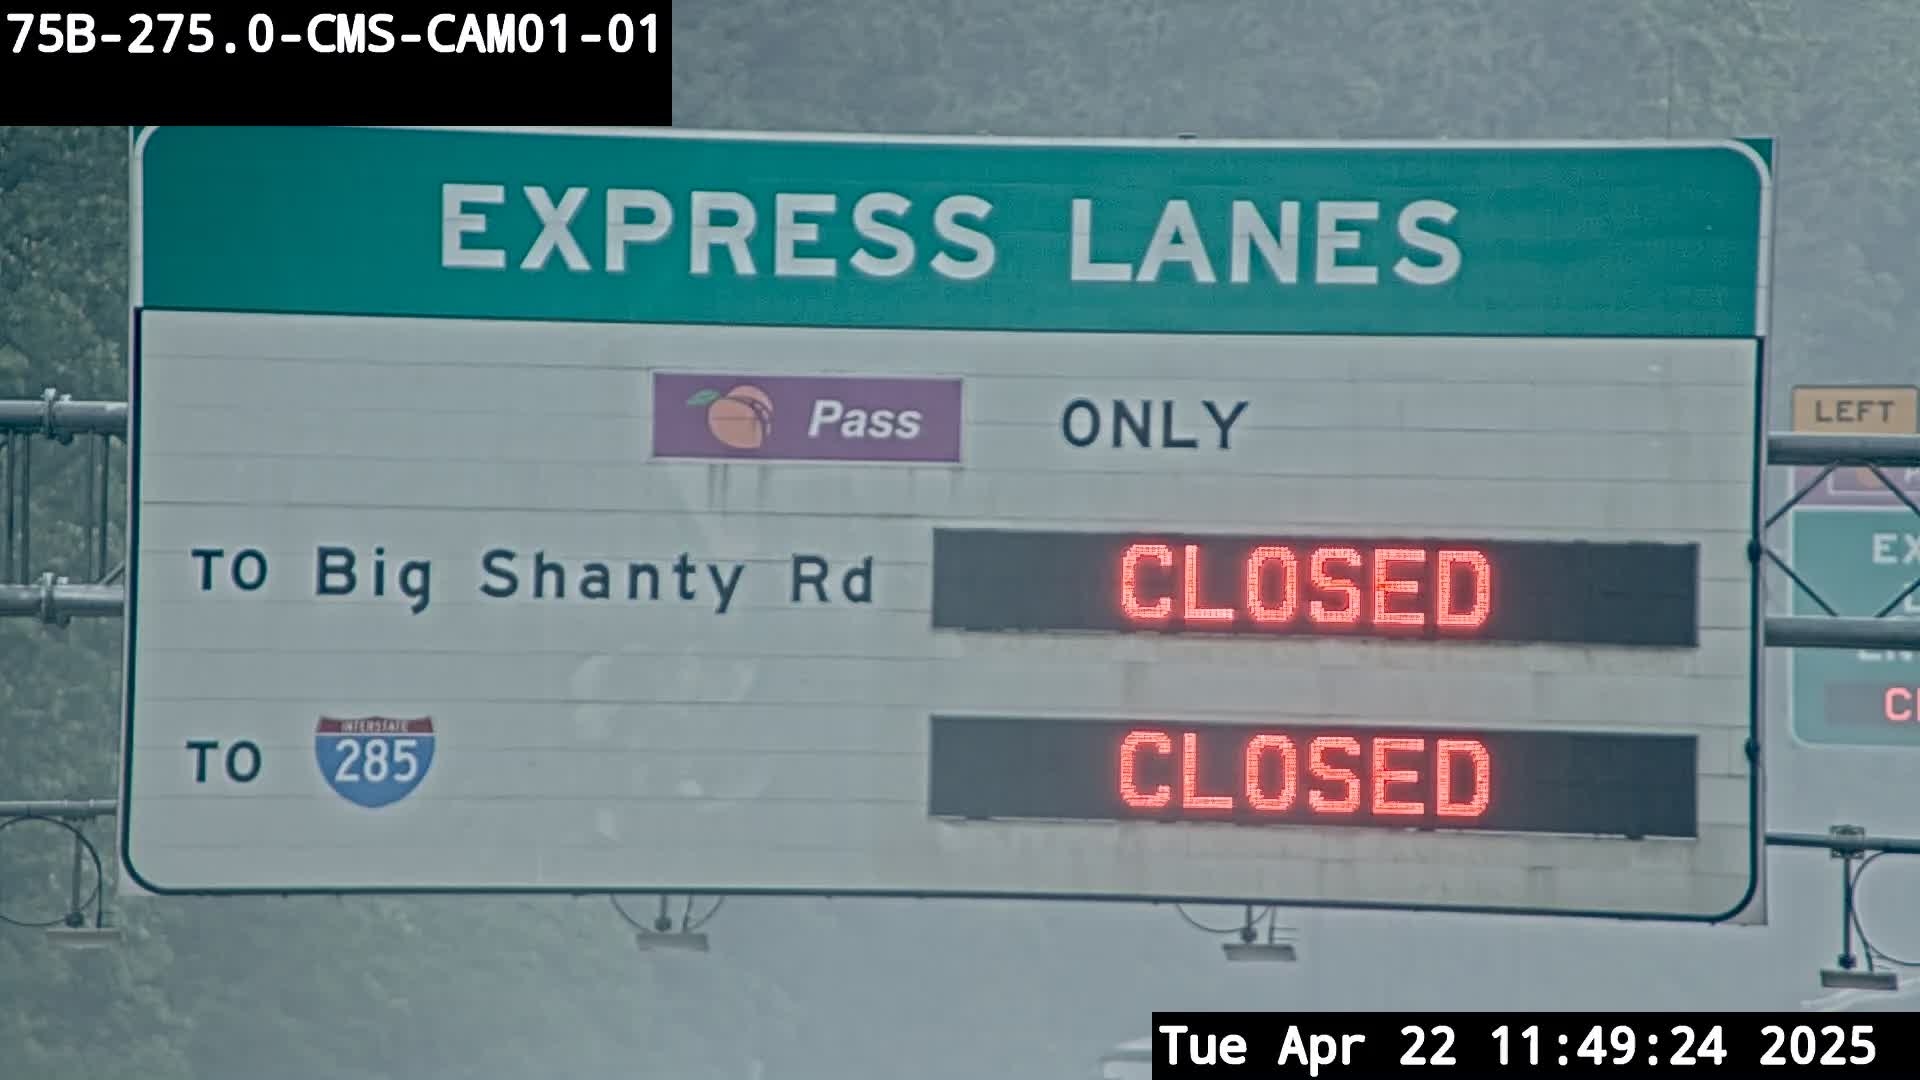 75B-275.0-CMS-CAM01-01
EXPRESS LANES
Pass ONLY
TO Big Shanty Rd CLOSED
TO INTERSTATE 285 CLOSED
LEFT
Tue Apr 22 11:49:24 2025